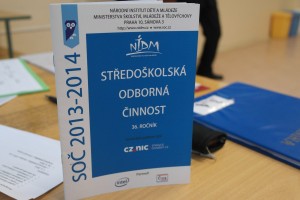 NÁRODNÍ INSTITUT DĚTÍ A MLÁDEŽE
MINISTERSTVA ŠKOLSTVÍ, MLÁDEŽE A TĚLOVÝCHOVY
PRAHA 10, SÁMOVA 3
NIDM
STŘEDOŠKOLSKÁ
ODBORNÁ
ČINNOST
36. ROČNÍK
CZ NIC
intel
SOČ 2013-2014